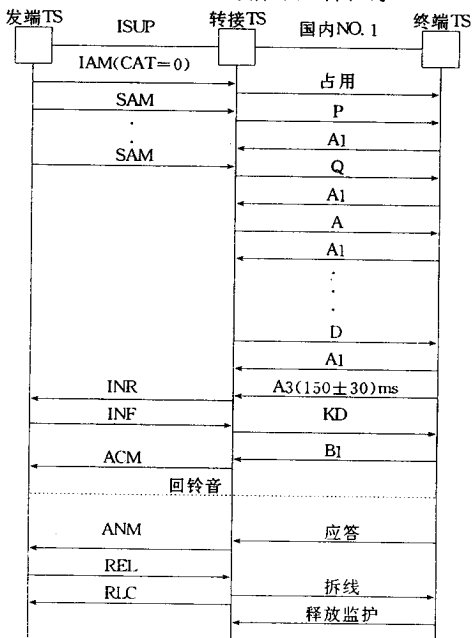 发端TS ISUP 转接TS 国内NO.1 终端TS
IAM(CAT=0)
占用
SAM
P
A1
SAM
Q
A1
A
A1
D
A1
INR
A3(150±30)ms
INF
KD
ACM
B1
回铃音
ANM
应答
REL
拆线
RLC
释放监护